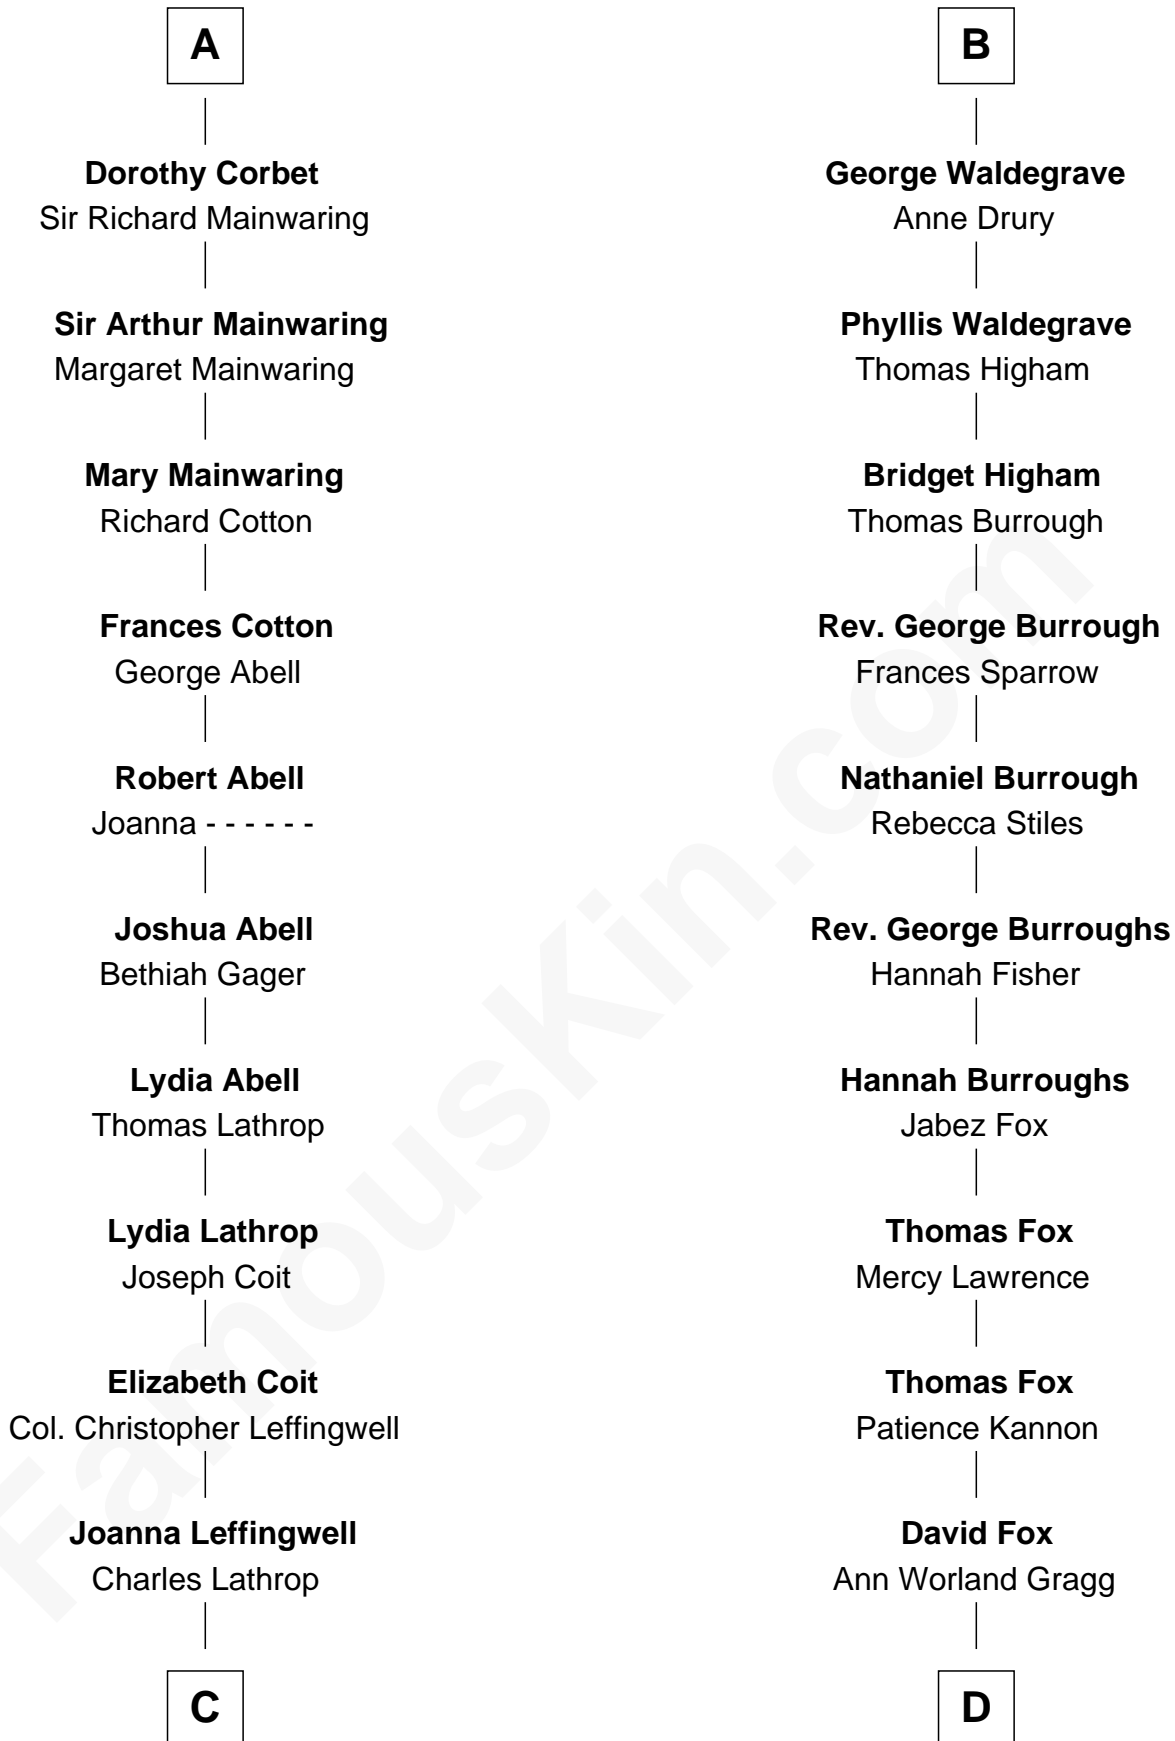 A
Dorothy Corbet
Sir Richard Mainwaring
Sir Arthur Mainwaring
Margaret Mainwaring
Mary Mainwaring
Richard Cotton
Frances Cotton
George Abell
Robert Abell
Joanna - - - - - -
Joshua Abell
Bethiah Gager
Lydia Abell
Thomas Lathrop
Lydia Lathrop
Joseph Coit
Elizabeth Coit
Col. Christopher Leffingwell
Joanna Leffingwell
Charles Lathrop
C
B
George Waldegrave
Anne Drury
Phyllis Waldegrave
Thomas Higham
Bridget Higham
Thomas Burrough
Rev. George Burrough
Frances Sparrow
Nathaniel Burrough
Rebecca Stiles
Rev. George Burroughs
Hannah Fisher
Hannah Burroughs
Jabez Fox
Thomas Fox
Mercy Lawrence
Thomas Fox
Patience Kannon
David Fox
Ann Worland Gragg
D
FamousKin.com